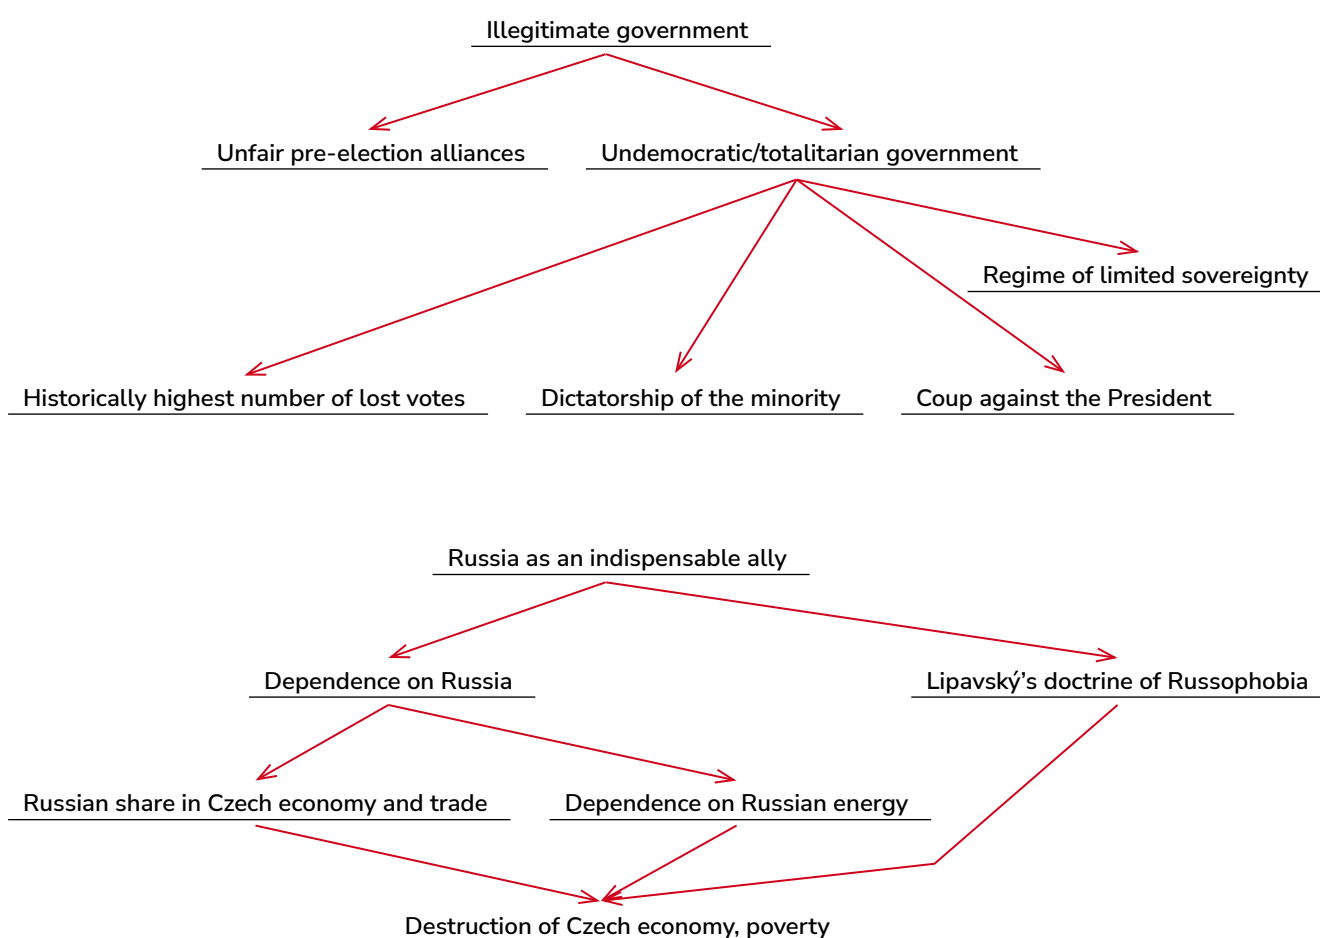 Illegitimate government
Unfair pre-election alliances
Undemocratic/totalitarian government
Regime of limited sovereignty
Historically highest number of lost votes
Dictatorship of the minority
Coup against the President
Russia as an indispensable ally
Dependence on Russia
Lipavský’s doctrine of Russophobia
Russian share in Czech economy and trade
Dependence on Russian energy
Destruction of Czech economy, poverty